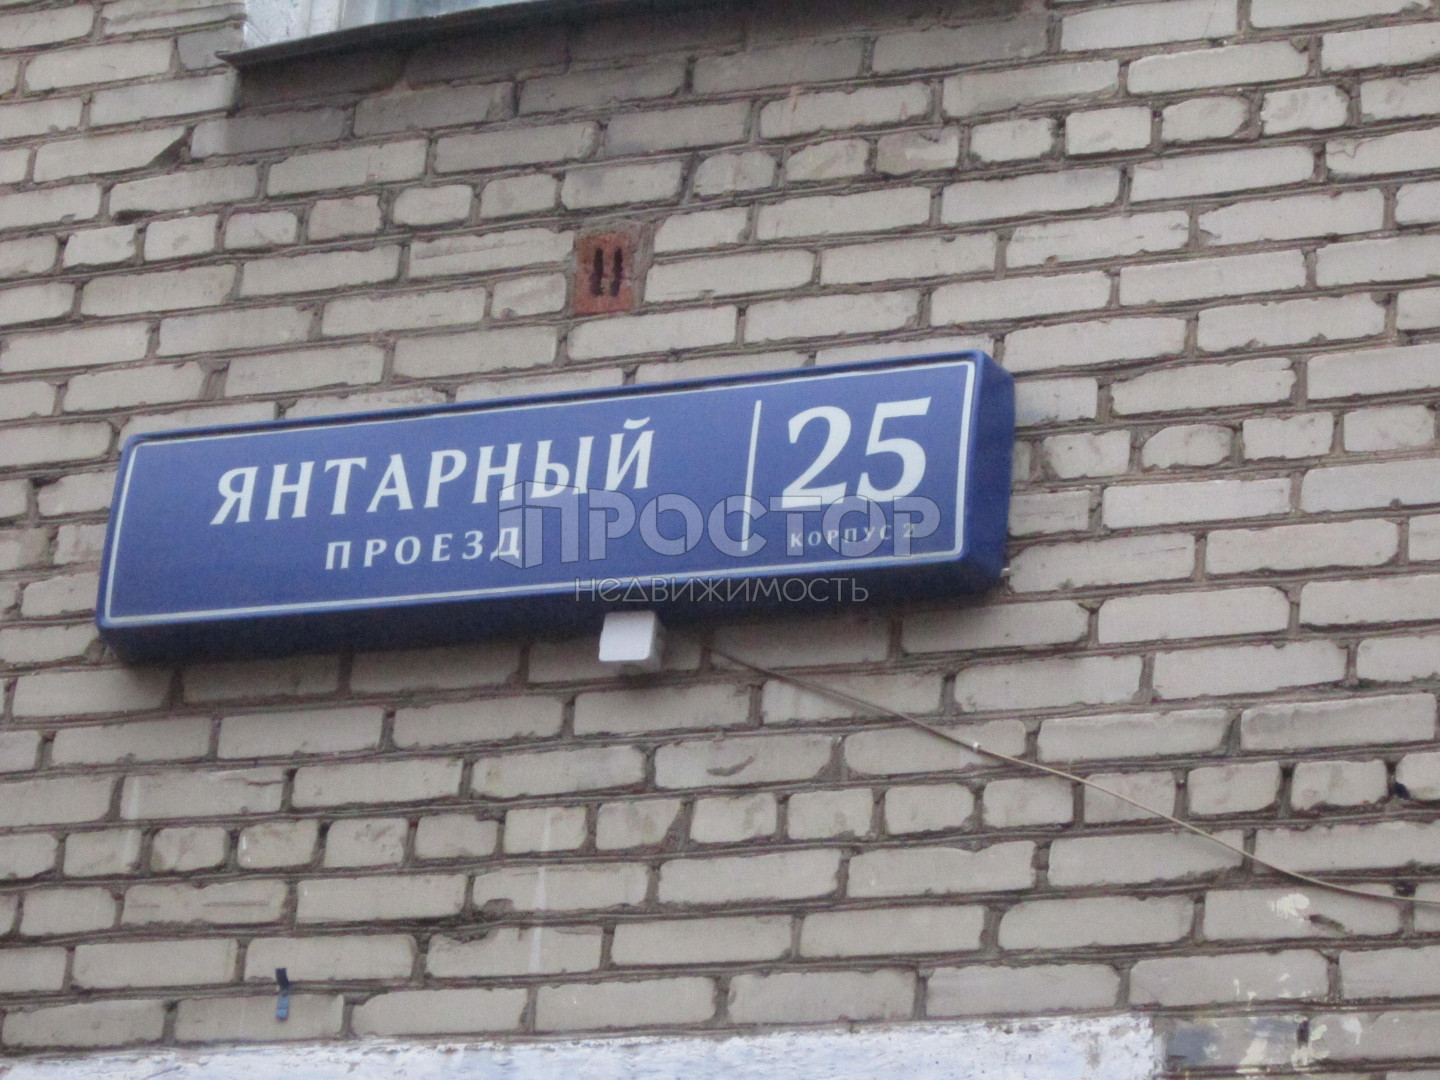 ЯНТАРНЫЙ
ПРОЕЗД
25
КОРПУС 2
ПРОСТОР
НЕДВИЖИМОСТЬ